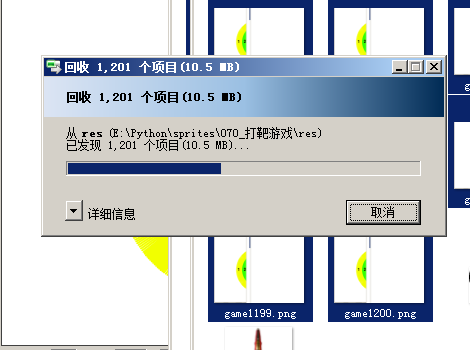 回收 1,201 个项目(10.5 MB)
回收 1,201 个项目(10.5 MB)
从 res (E:\Python\sprites\070_打靶游戏\res)
已发现 1,201 个项目(10.5 MB)...
详细信息
取消
game1199.png
game1200.png